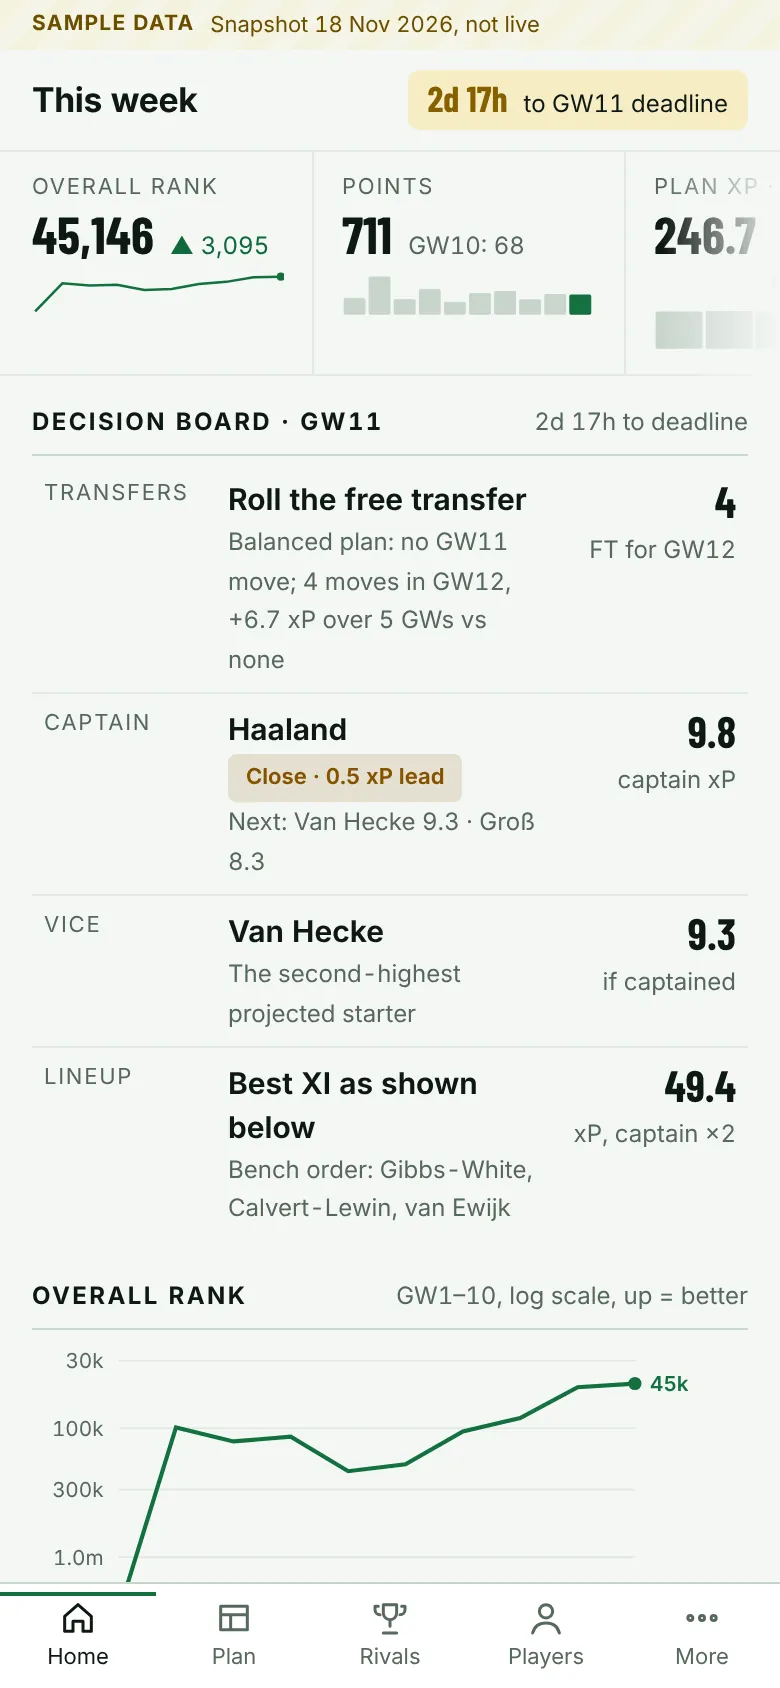 SAMPLE DATA Snapshot 18 Nov 2026, not live
This week
2d 17h to GW11 deadline
OVERALL RANK
45,146 ▲ 3,095
POINTS
711 GW10: 68
PLAN XP ·
246.7
DECISION BOARD · GW11
2d 17h to deadline
TRANSFERS
Roll the free transfer
Balanced plan: no GW11
move; 4 moves in GW12,
+6.7 xP over 5 GWs vs
none
4
FT for GW12
CAPTAIN
Haaland
Close · 0.5 xP lead
Next: Van Hecke 9.3 · Groß
8.3
9.8
captain xP
VICE
Van Hecke
The second-highest
projected starter
9.3
if captained
LINEUP
Best XI as shown
below
Bench order: Gibbs-White,
Calvert-Lewin, van Ewijk
49.4
xP, captain ×2
OVERALL RANK
GW1–10, log scale, up = better
30k
45k
100k
300k
1.0m
Home
Plan
Rivals
Players
More